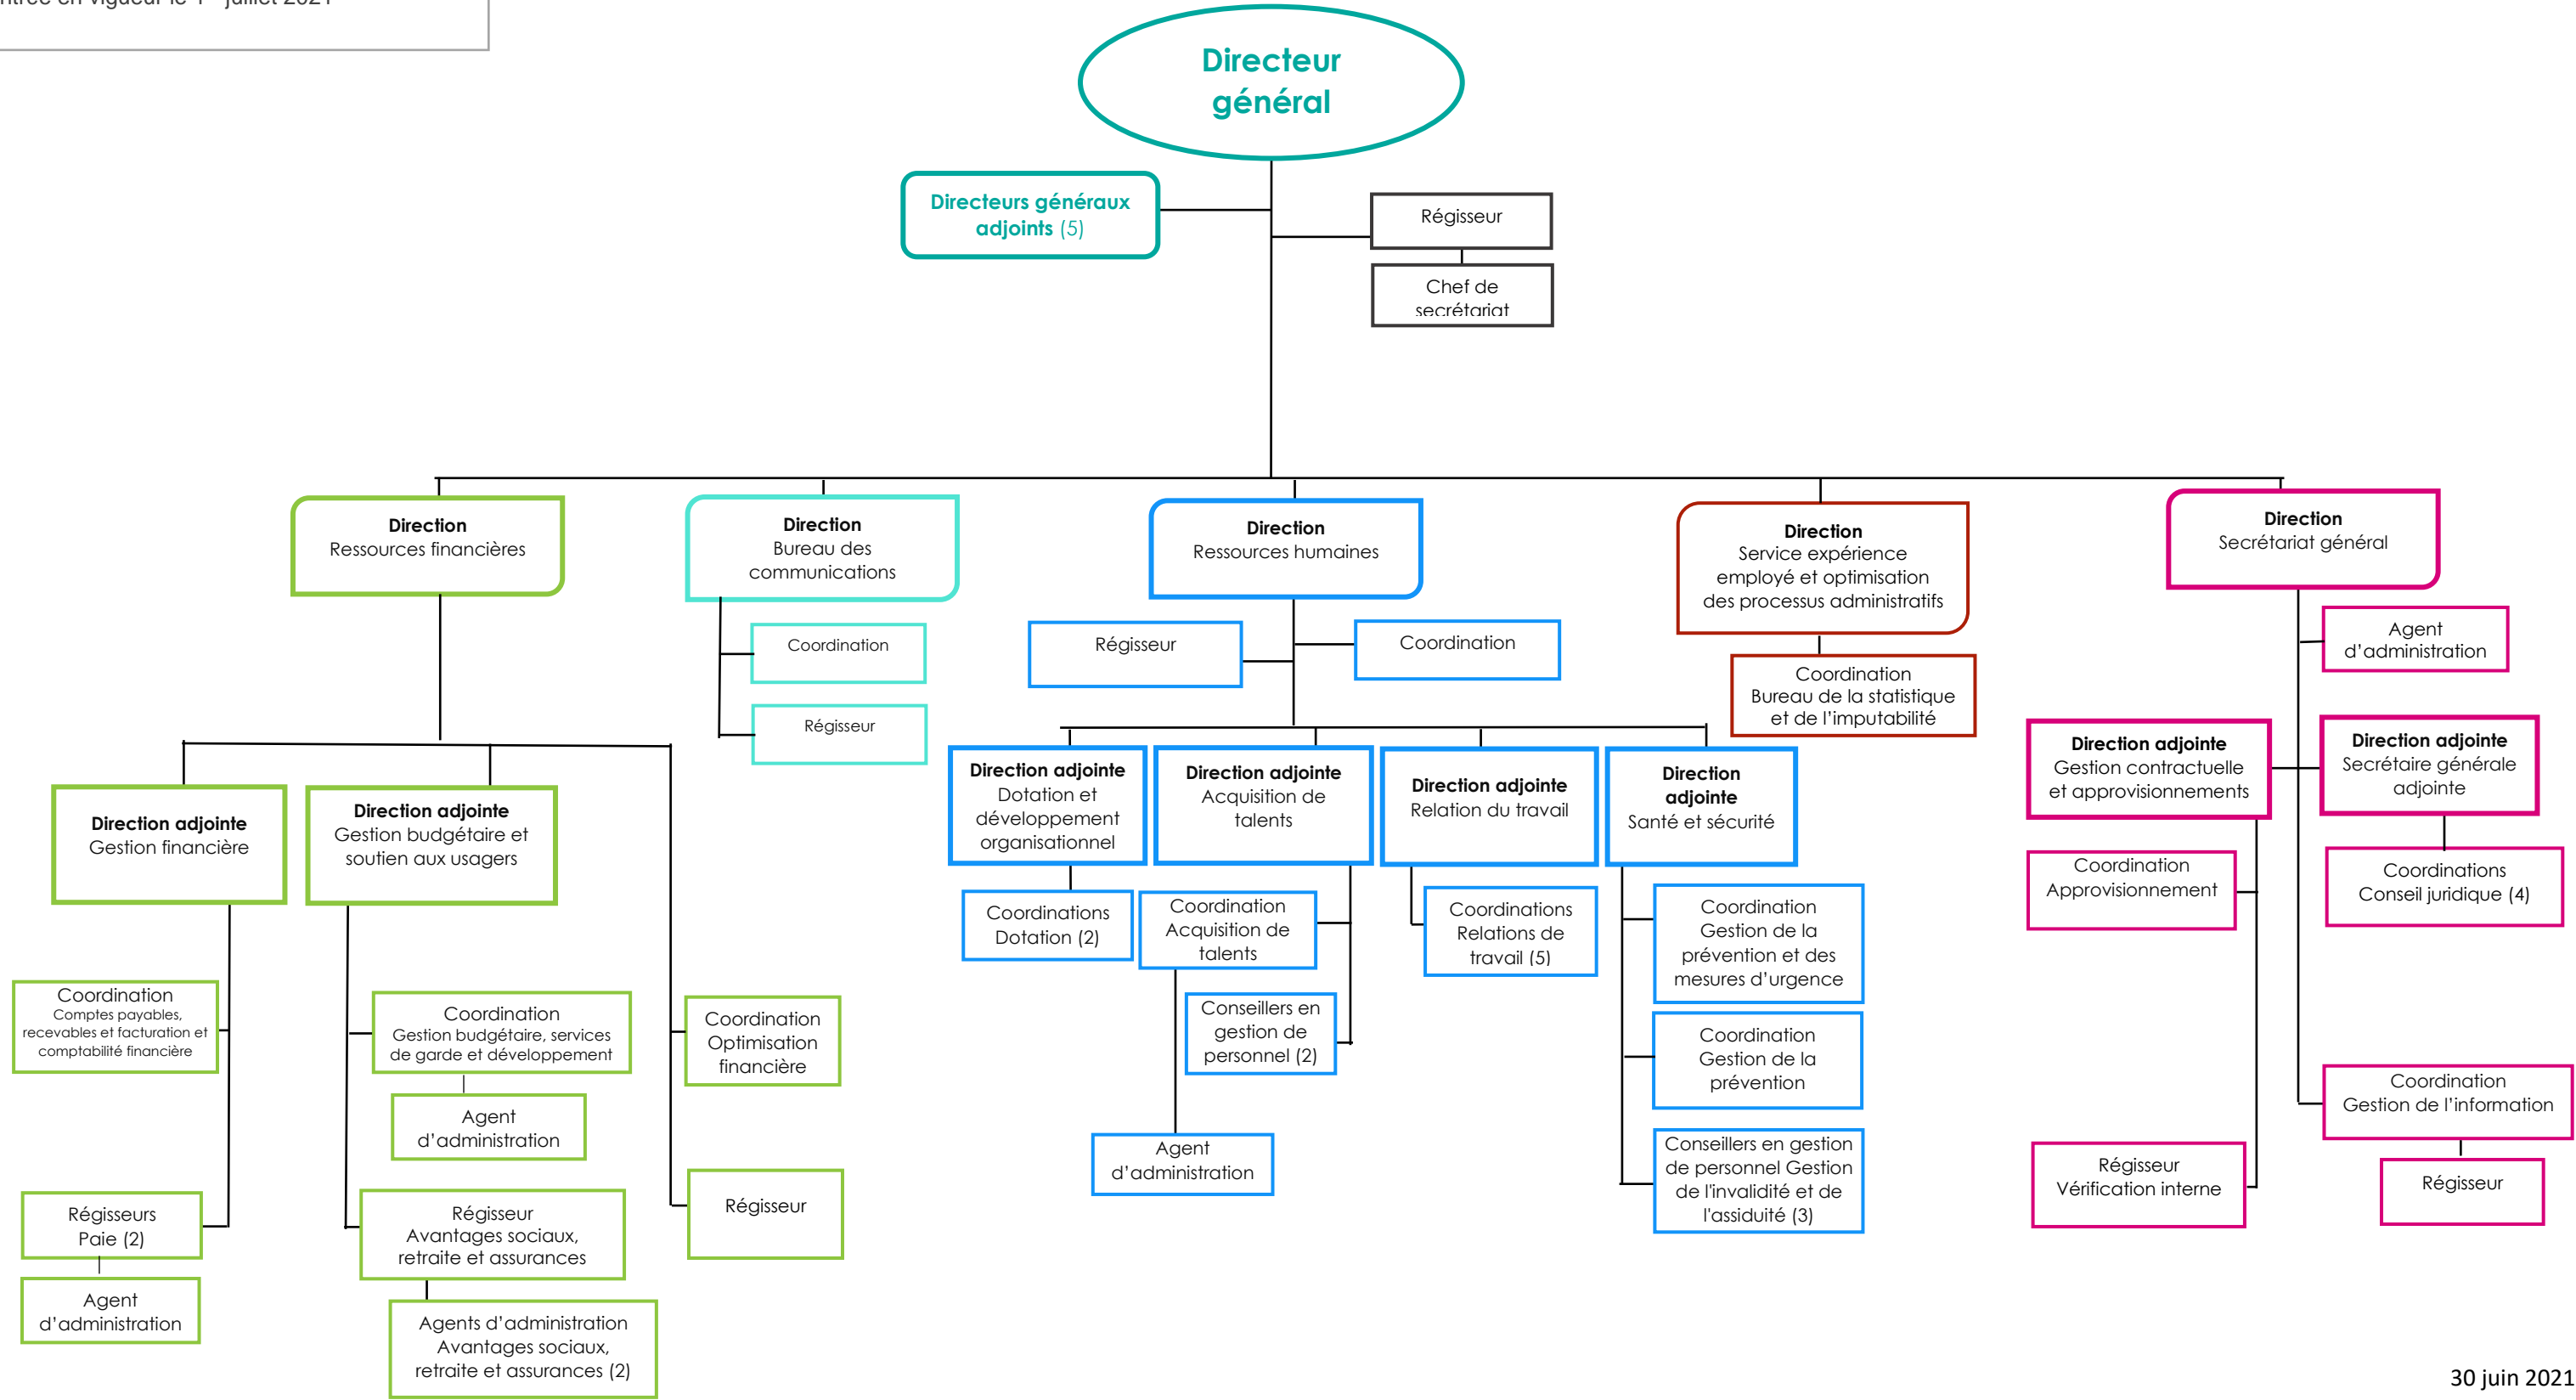 juillet 2021
Directeur
général
Directeurs généraux
adjoints (5)
Régisseur
Chef de
secrétariat
Direction
Ressources financières
Direction
Bureau des
communications
Direction
Ressources humaines
Direction
Service expérience
employé et optimisation
des processus administratifs
Direction
Secrétariat général
Coordination
Régisseur
Régisseur
Coordination
Coordination
Bureau de la statistique
et de l’imputabilité
Agent
d’administration
Direction adjointe
Gestion financière
Direction adjointe
Gestion budgétaire et
soutien aux usagers
Direction adjointe
Dotation et
développement
organisationnel
Direction adjointe
Acquisition de
talents
Direction adjointe
Relation du travail
Direction
adjointe
Santé et sécurité
Direction adjointe
Gestion contractuelle
et approvisionnements
Direction adjointe
Secrétaire générale
adjointe
Coordination
Comptes payables,
recevables et facturation et
comptabilité financière
Régisseurs
Paie (2)
Agent
d’administration
Coordination
Gestion budgétaire, services
de garde et développement
Agent
d’administration
Régisseur
Avantages sociaux,
retraite et assurances
Agents d’administration
Avantages sociaux,
retraite et assurances (2)
Coordination
Optimisation
financière
Régisseur
Coordinations
Dotation (2)
Coordination
Acquisition de
talents
Conseillers en
gestion de
personnel (2)
Agent
d’administration
Coordinations
Relations de
travail (5)
Coordination
Gestion de la
prévention et des
mesures d’urgence
Coordination
Gestion de la
prévention
Conseillers en gestion
de personnel Gestion
de l'invalidité et de
l'assiduité (3)
Coordination
Approvisionnement
Régisseur
Vérification interne
Coordinations
Conseil juridique (4)
Coordination
Gestion de l’information
Régisseur
30 juin 2021